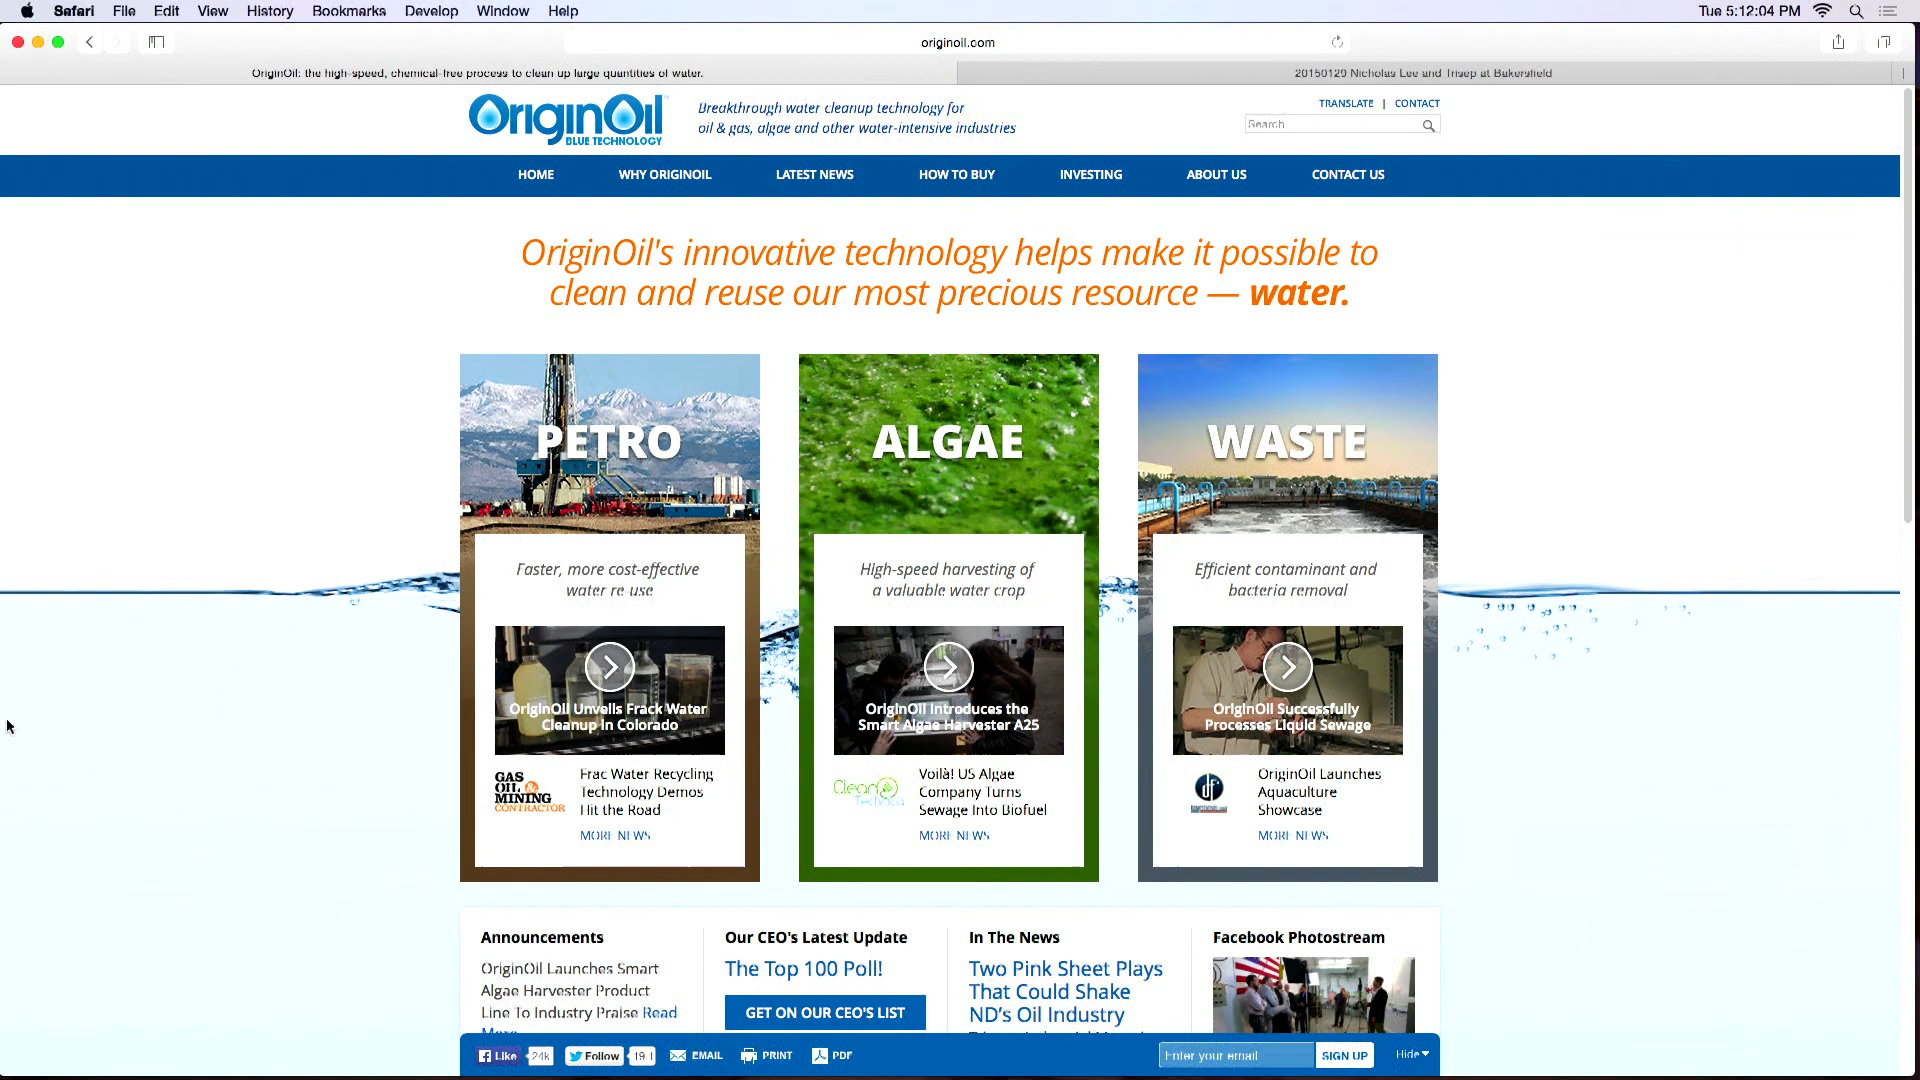 Safari File Edit View History Bookmarks Develop Window Help Tue 5:12:04 PM
originoil.com
OriginOil: the high-speed, chemical-free process to clean up large quantities of water. 20150129 Nicholas Lee and Trisep at Bakersfield
OriginOil
BLUE TECHNOLOGY
Breakthrough water cleanup technology for
oil & gas, algae and other water-intensive industries
TRANSLATE | CONTACT
Search
HOME WHY ORIGINOIL LATEST NEWS HOW TO BUY INVESTING ABOUT US CONTACT US
OriginOil's innovative technology helps make it possible to
clean and reuse our most precious resource — water.
PETRO
Faster, more cost-effective
water re-use
OriginOil Unveils Frack Water
Cleanup in Colorado
GAS
OIL &
MINING
CONTRACTOR
Frac Water Recycling
Technology Demos
Hit the Road
MORE NEWS
ALGAE
High-speed harvesting of
a valuable water crop
OriginOil Introduces the
Smart Algae Harvester A25
Clean
Technica
Voilà! US Algae
Company Turns
Sewage Into Biofuel
MORE NEWS
WASTE
Efficient contaminant and
bacteria removal
OriginOil Successfully
Processes Liquid Sewage
OriginOil Launches
Aquaculture
Showcase
MORE NEWS
Announcements
OriginOil Launches Smart
Algae Harvester Product
Line To Industry Praise Read
More
Our CEO's Latest Update
The Top 100 Poll!
GET ON OUR CEO'S LIST
In The News
Two Pink Sheet Plays
That Could Shake
ND's Oil Industry
Facebook Photostream
Like 24k Follow EMAIL PRINT PDF Enter your email SIGN UP Hide